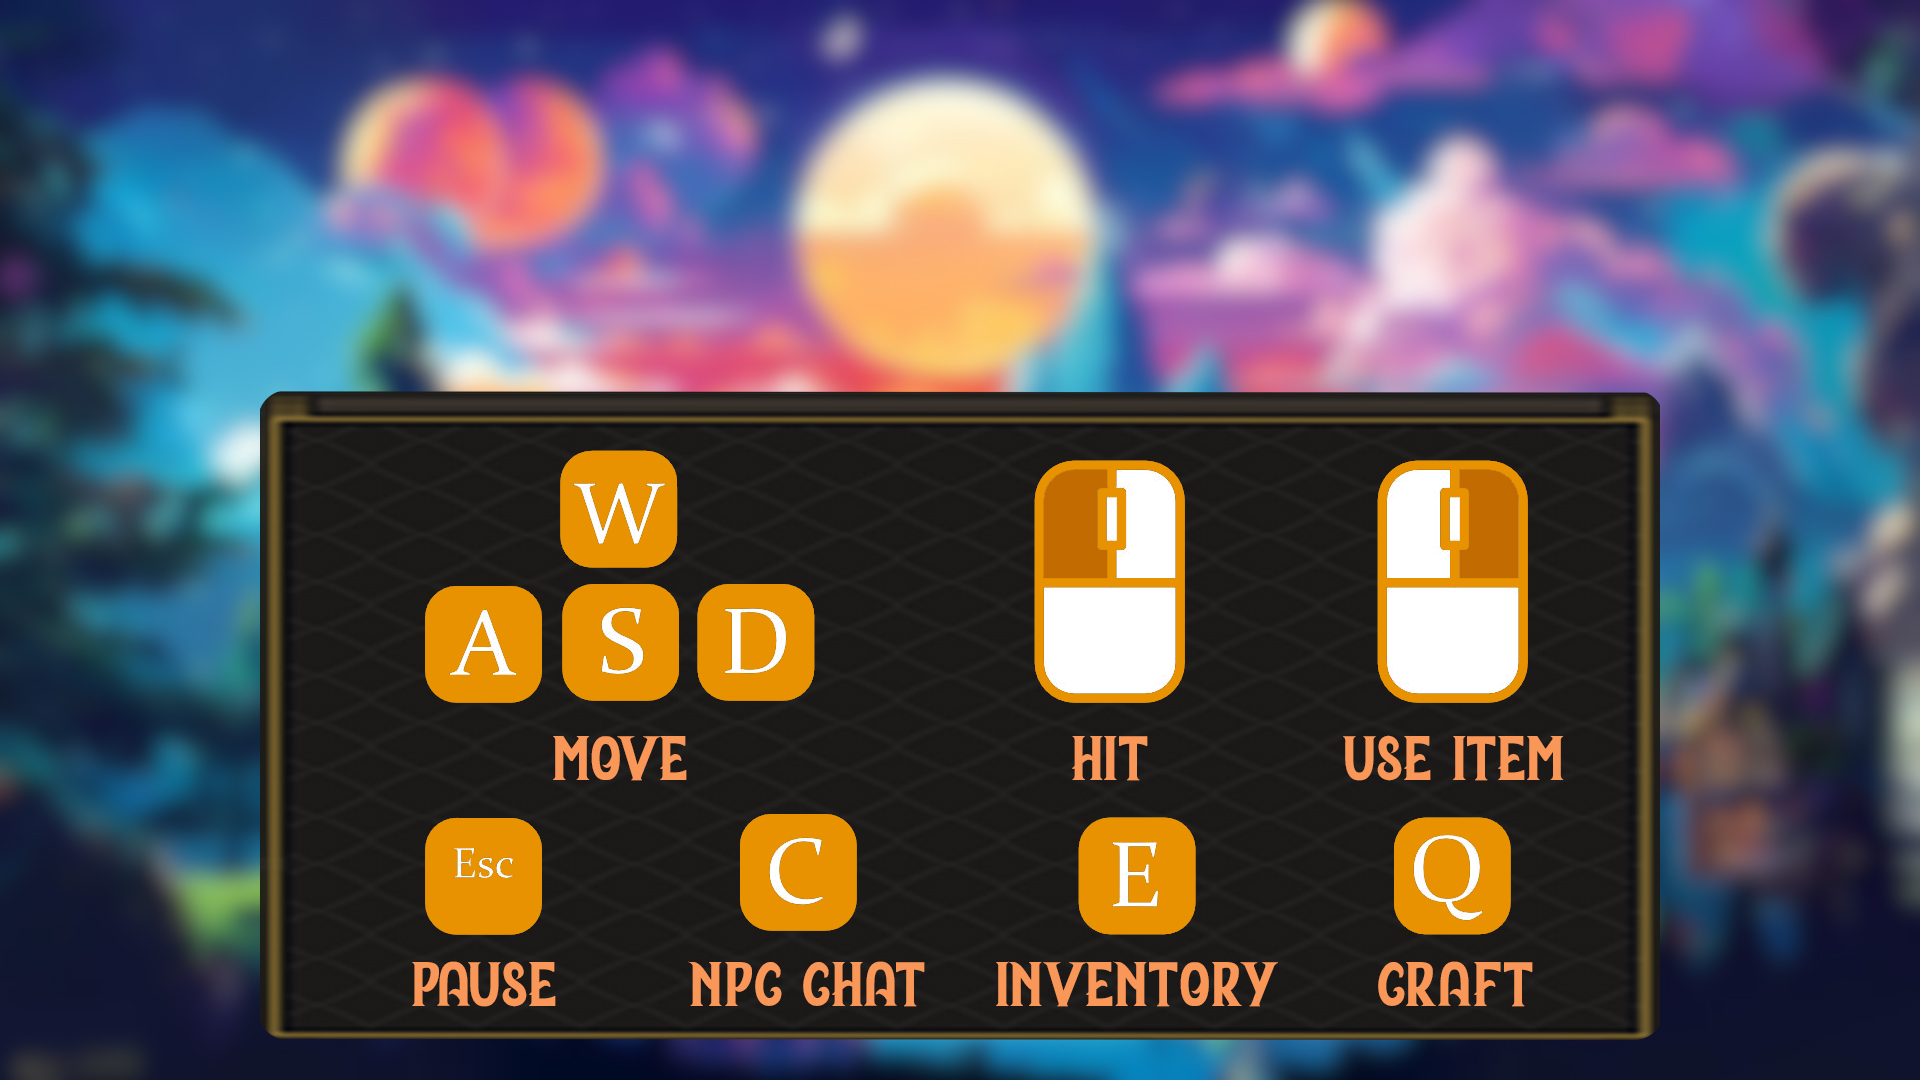 W
A S D
MOVE HIT USE ITEM
Esc C E Q
PAUSE NPC CHAT INVENTORY CRAFT